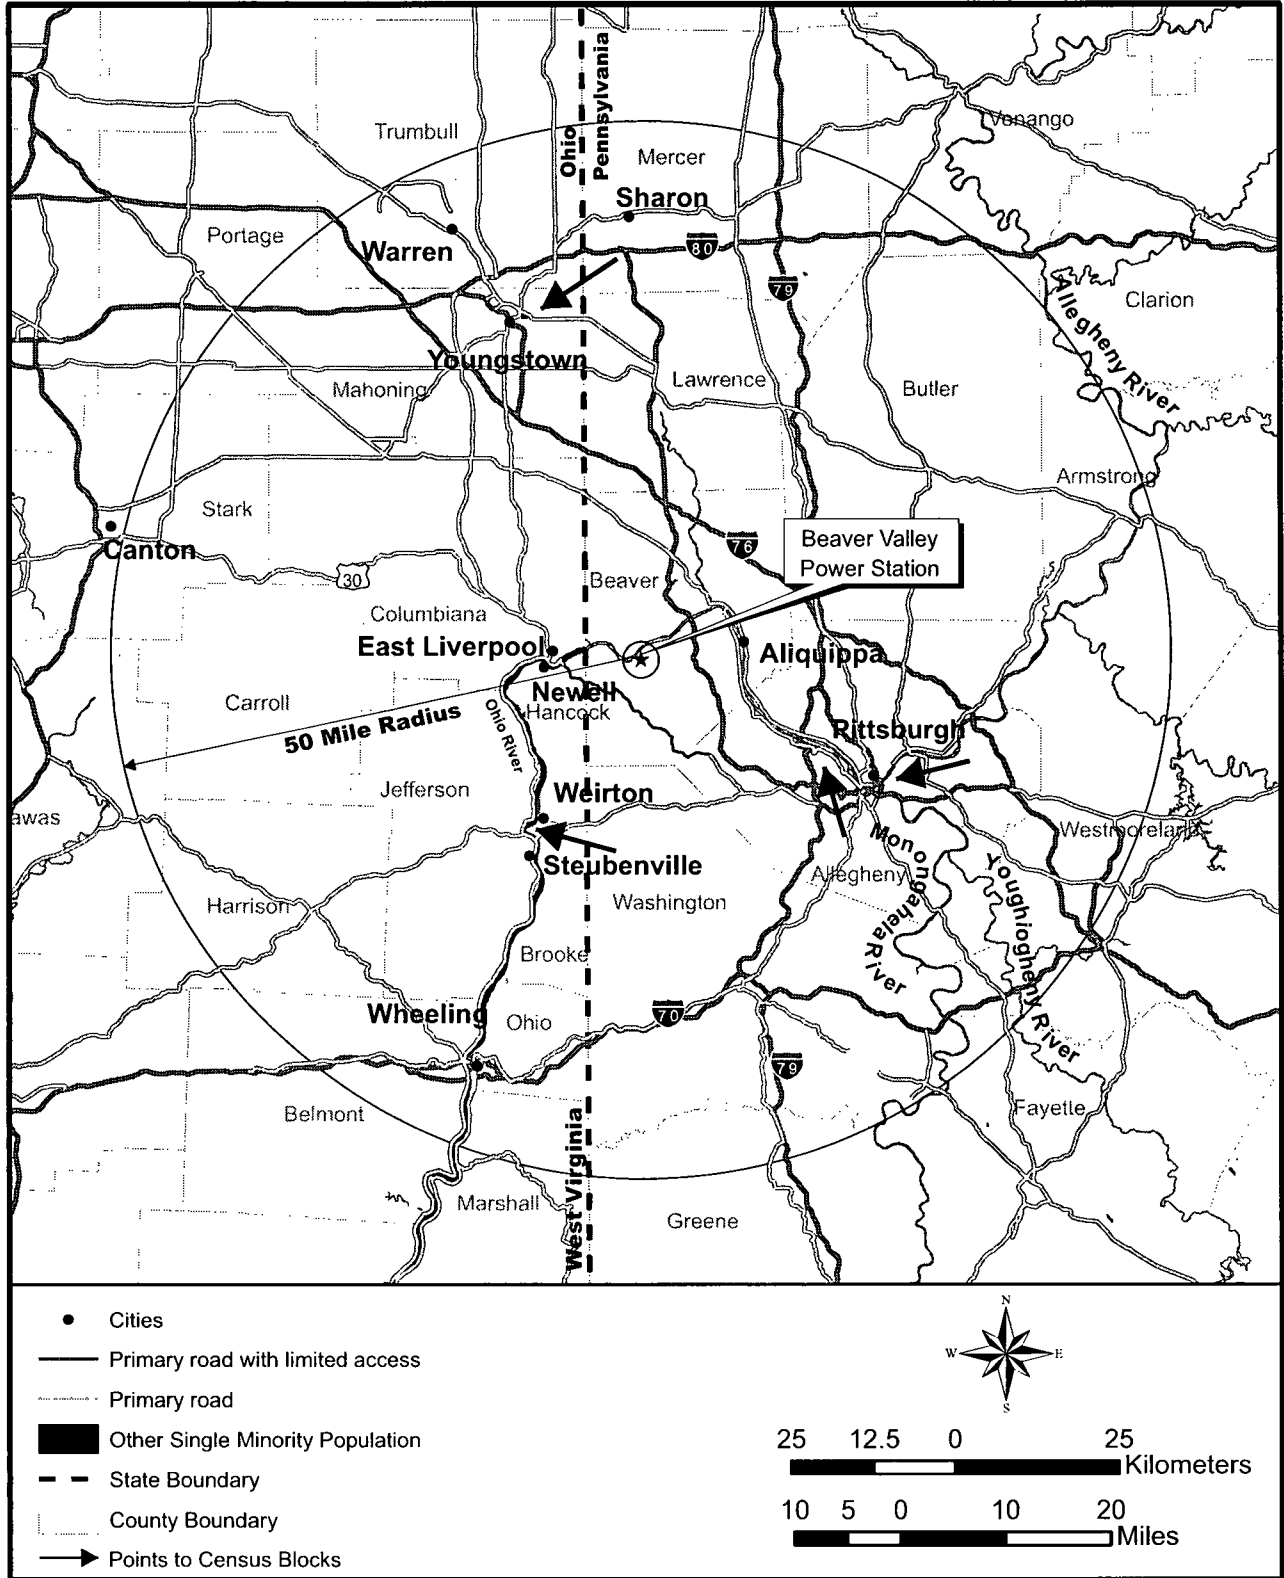 Ohio
Pennsylvania
Trumbull
Mercer
Venango
Sharon
Portage
Warren
80
79
Clarion
Allegheny River
Youngstown
Lawrence
Mahoning
Butler
Armstrong
Stark
Canton
76
Beaver Valley
Power Station
30
Beaver
Columbiana
East Liverpool
Aliquippa
Newell
Carroll
Hancock
50 Mile Radius
Ohio River
Pittsburgh
Jefferson
Weirton
awas
Westmoreland
Monongahela River
Youghiogheny River
Steubenville
Allegheny
Harrison
Washington
Brooke
Wheeling
Ohio
70
79
Belmont
Fayette
West Virginia
Marshall
Greene
Cities
Primary road with limited access
Primary road
Other Single Minority Population
State Boundary
County Boundary
Points to Census Blocks
N
W E
S
25 12.5 0 25
Kilometers
10 5 0 10 20
Miles